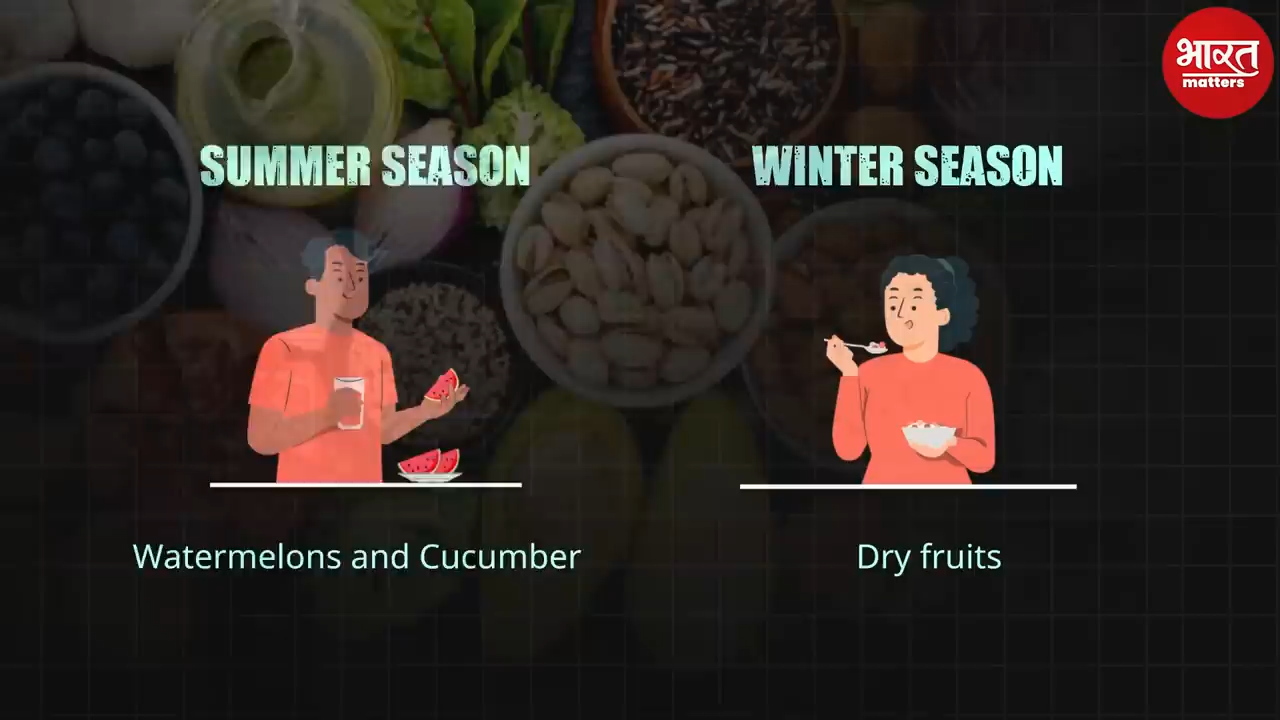 भारत
matters
SUMMER SEASON
WINTER SEASON
Watermelons and Cucumber
Dry fruits